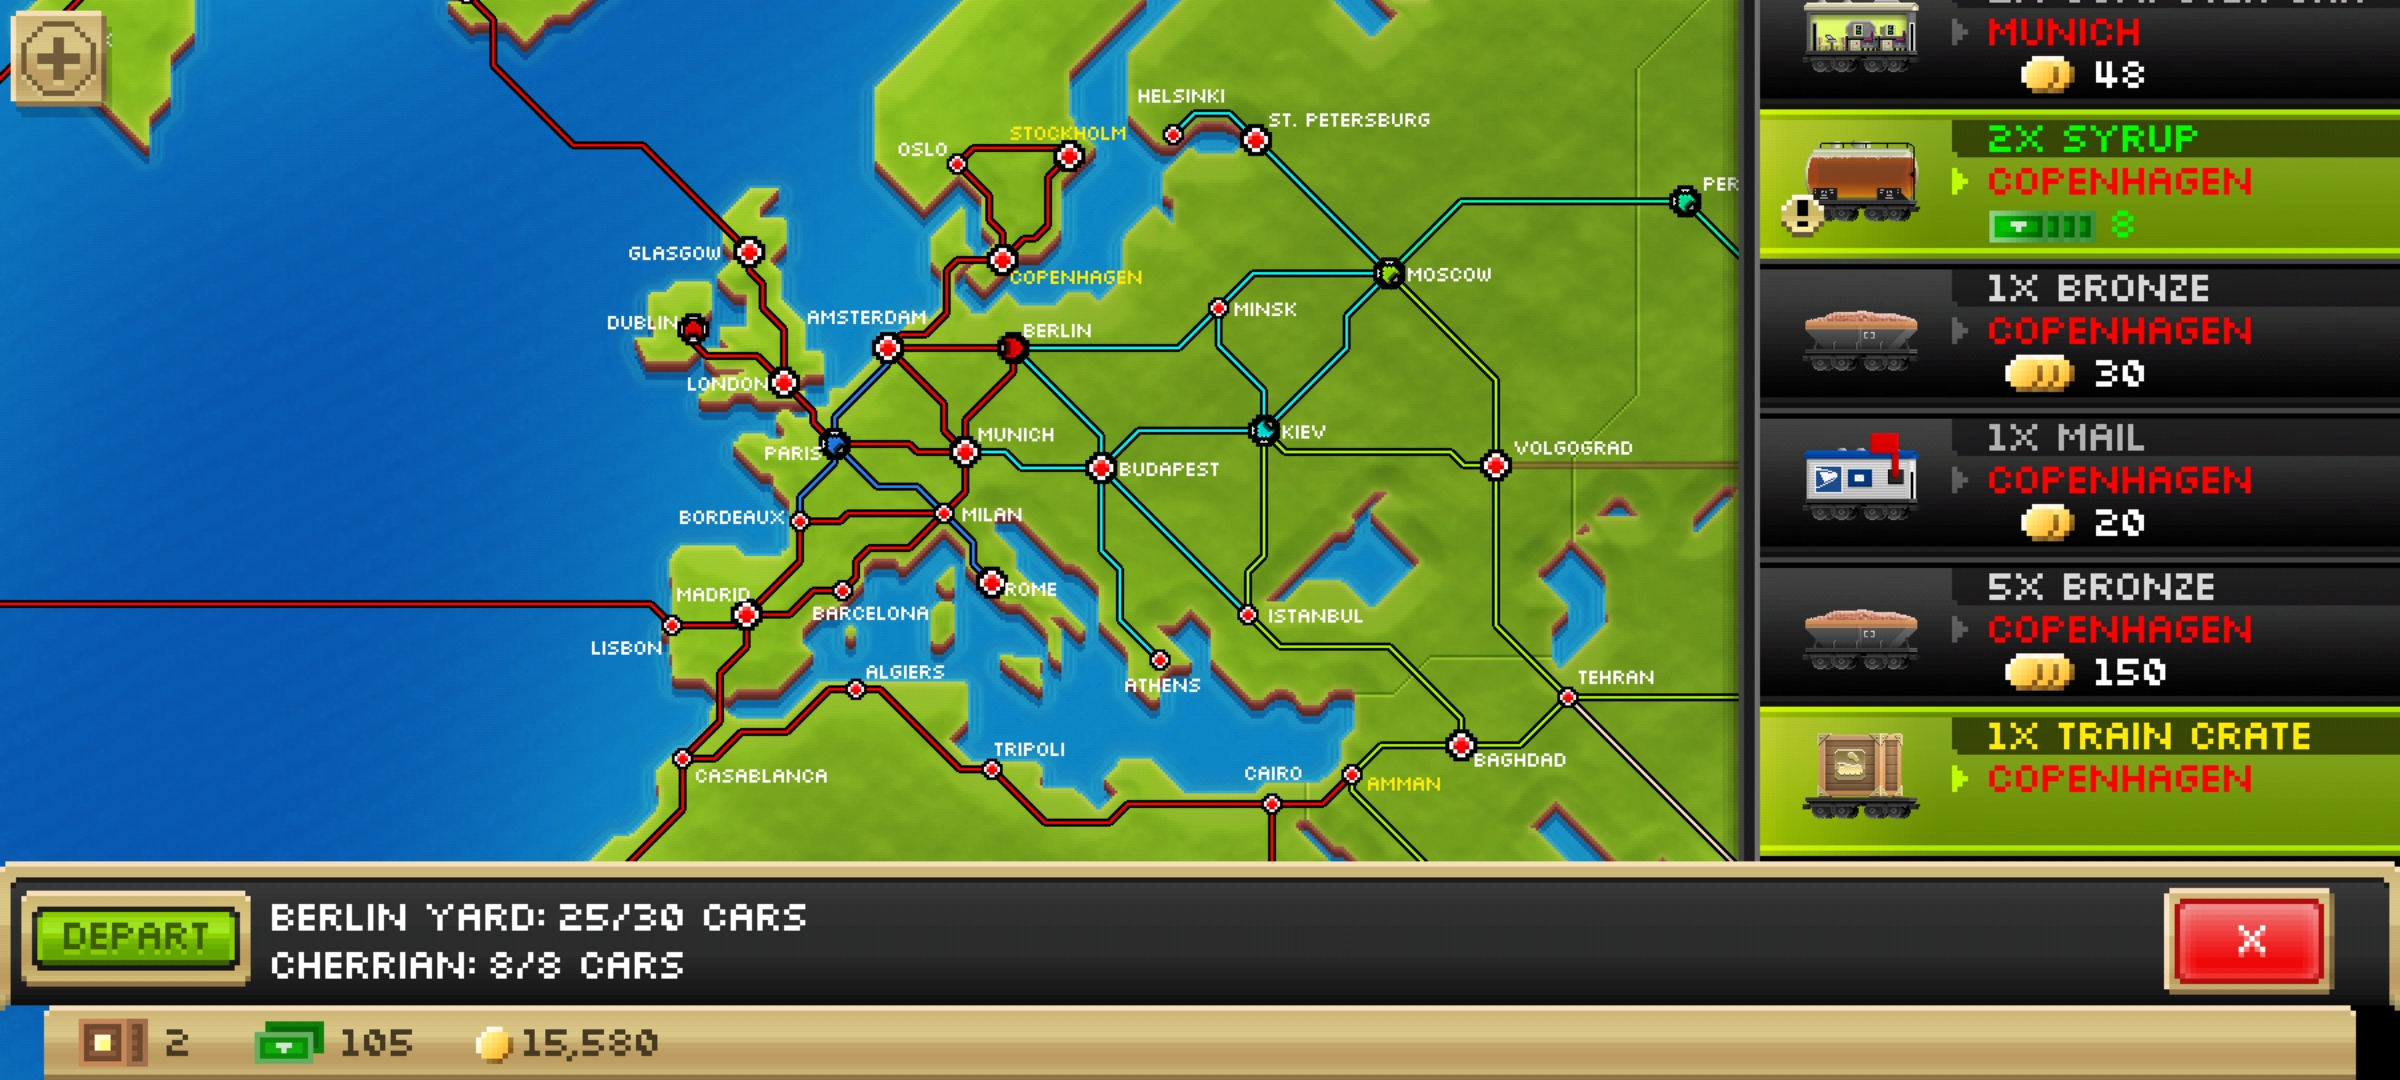 HELSINKI
ST. PETERSBURG
STOCKHOLM
OSLO
PER
GLASGOW
COPENHAGEN
MOSCOW
MINSK
DUBLIN
AMSTERDAM
BERLIN
LONDON
PARIS
MUNICH
KIEV
BUDAPEST
VOLGOGRAD
BORDEAUX
MILAN
MADRID
BARCELONA
ROME
ISTANBUL
LISBON
ALGIERS
ATHENS
TEHRAN
TRIPOLI
CASABLANCA
CAIRO
AMMAN
BAGHDAD
MUNICH
48
2X SYRUP
COPENHAGEN
8
1X BRONZE
COPENHAGEN
30
1X MAIL
COPENHAGEN
20
5X BRONZE
COPENHAGEN
150
1X TRAIN CRATE
COPENHAGEN
DEPART
BERLIN YARD: 25/30 CARS
CHERRIAN: 8/8 CARS
X
2
105
15,580